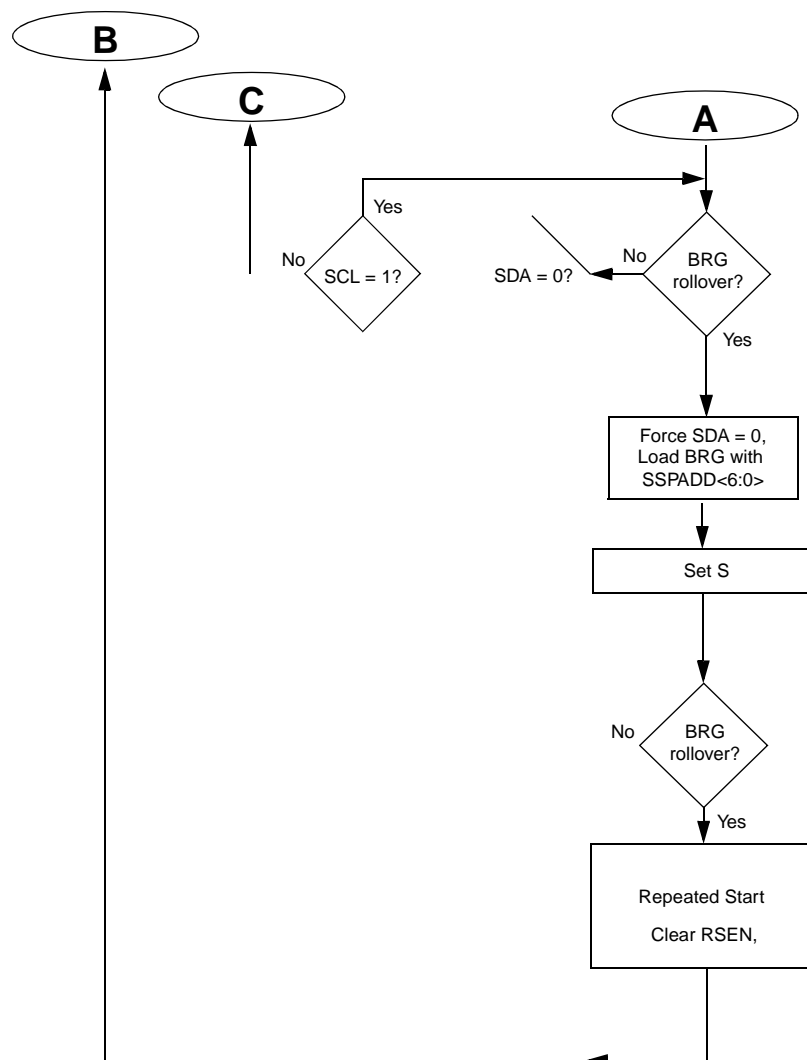 B
C
A
Yes
No
SCL = 1?
SDA = 0?
No
BRG
rollover?
Yes
Force SDA = 0,
Load BRG with
SSPADD<6:0>
Set S
No
BRG
rollover?
Yes
Repeated Start
Clear RSEN,